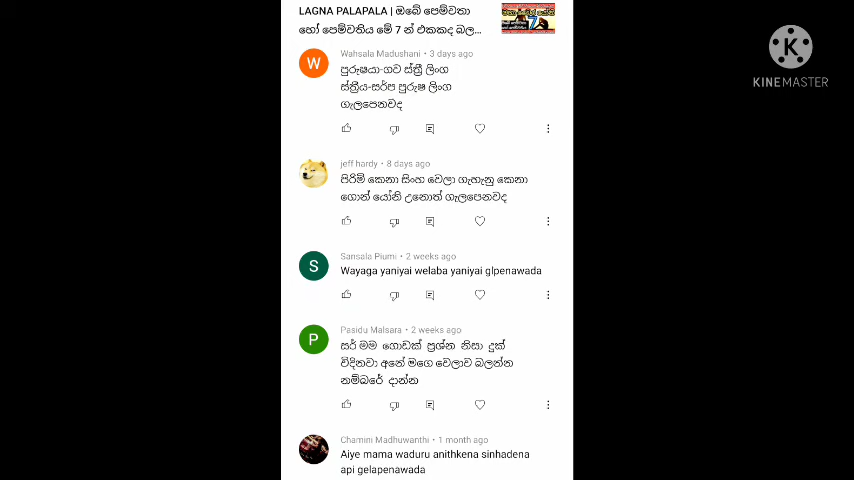 LAGNA PALAPALA | ඔබේ පෙම්වතා
හෝ පෙම්වතිය මේ 7 න් එකකද බල...
Wahsala Madushani • 3 days ago
පුරුෂයා-ගව ස්ත්‍රී ලිංග
ස්ත්‍රීය-සර්ප පුරුෂ ලිංග
ගැලපෙනවද
jeff hardy • 8 days ago
පිරිමි කෙනා සිංහ වෙලා ගැහැනු කෙනා
ගොන් යෝනි උනොත් ගැලපෙනවද
Sansala Piumi • 2 weeks ago
Wayaga yaniyai welaba yaniyai glpenawada
Pasidu Malsara • 2 weeks ago
සර් මම ගොඩක් ප්‍රශ්න නිසා දුක්
විදිනවා අනේ මගෙ වෙලාව බලන්න
නම්බරේ දාන්න
Chamini Madhuwanthi • 1 month ago
Aiye mama waduru anithkena sinhadena
api gelapenawada
W
S
P
7
K
KINEMASTER